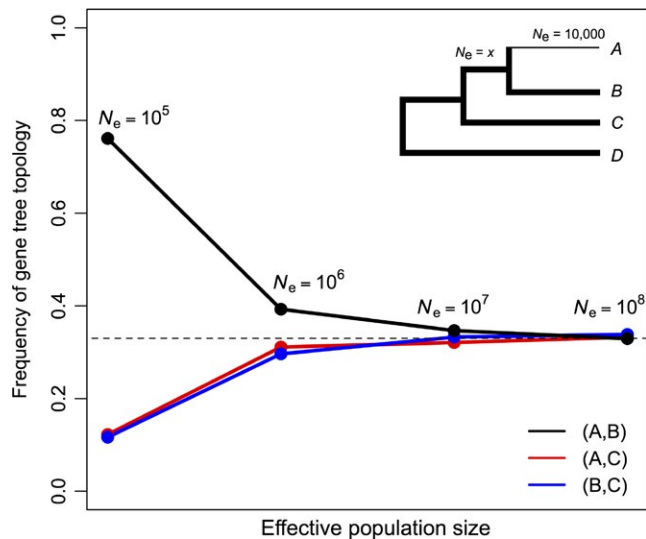 1.0
0.8
0.6
0.4
0.2
0.0
Frequency of gene tree topology
Effective population size
Nₑ = 10⁵
Nₑ = 10⁶
Nₑ = 10⁷
Nₑ = 10⁸
Nₑ = 10,000
Nₑ = x
A
B
C
D
(A,B)
(A,C)
(B,C)